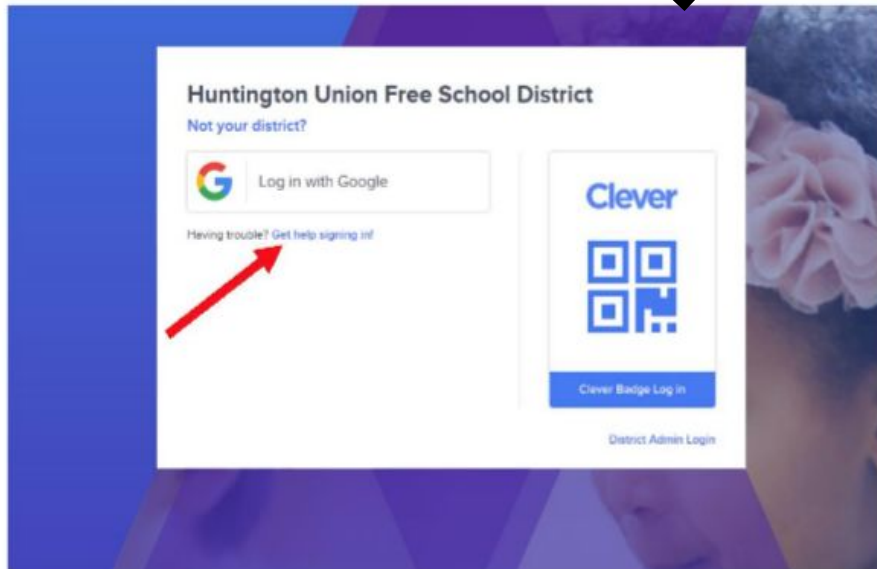 Huntington Union Free School District
Not your district?
Log in with Google
Having trouble? Get help signing in!
Clever
Clever Badge Log in
District Admin Login